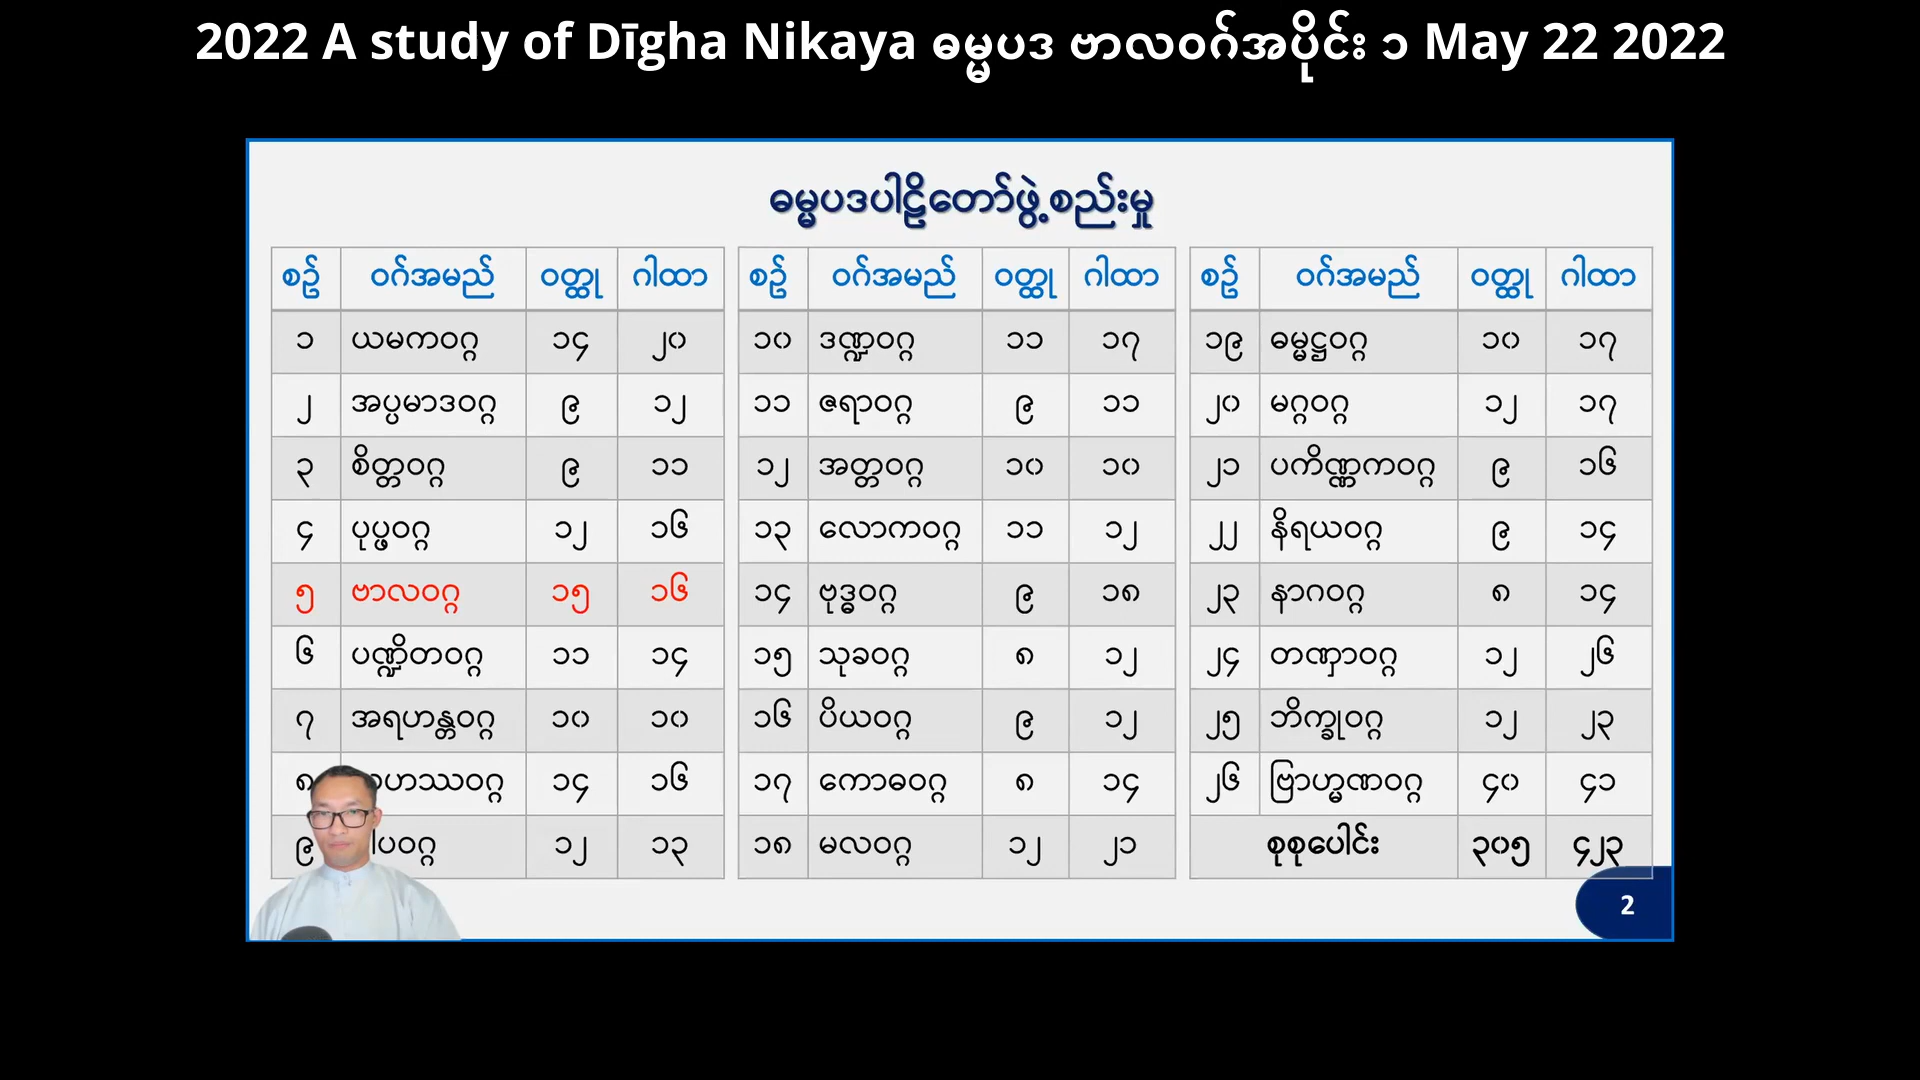 2022 A study of Dīgha Nikaya ဓမ္မပဒ ဗာလဝဂ်အပိုင်း ၁ May 22 2022
ဓမ္မပဒပါဠိတော်ဖွဲ့စည်းမှု
စဥ် ဝဂ်အမည် ဝတ္ထု ဂါထာ စဥ် ဝဂ်အမည် ဝတ္ထု ဂါထာ စဥ် ဝဂ်အမည် ဝတ္ထု ဂါထာ
၁ ယမကဝဂ္ဂ ၁၄ ၂၀ ၁၀ ဒဏ္ဍဝဂ္ဂ ၁၁ ၁၇ ၁၉ ဓမ္မဋ္ဌဝဂ္ဂ ၁၀ ၁၇
၂ အပ္ပမာဒဝဂ္ဂ ၉ ၁၂ ၁၁ ဇရာဝဂ္ဂ ၉ ၁၁ ၂၀ မဂ္ဂဝဂ္ဂ ၁၂ ၁၇
၃ စိတ္တဝဂ္ဂ ၉ ၁၁ ၁၂ အတ္တဝဂ္ဂ ၁၀ ၁၀ ၂၁ ပကိဏ္ဏကဝဂ္ဂ ၉ ၁၆
၄ ပုပ္ဖဝဂ္ဂ ၁၂ ၁၆ ၁၃ လောကဝဂ္ဂ ၁၁ ၁၂ ၂၂ နိရယဝဂ္ဂ ၉ ၁၄
၅ ဗာလဝဂ္ဂ ၁၅ ၁၆ ၁၄ ဗုဒ္ဓဝဂ္ဂ ၉ ၁၈ ၂၃ နာဂဝဂ္ဂ ၈ ၁၄
၆ ပဏ္ဍိတဝဂ္ဂ ၁၁ ၁၄ ၁၅ သုခဝဂ္ဂ ၈ ၁၂ ၂၄ တဏှာဝဂ္ဂ ၁၂ ၂၆
၇ အရဟန္တဝဂ္ဂ ၁၀ ၁၀ ၁၆ ပိယဝဂ္ဂ ၉ ၁၂ ၂၅ ဘိက္ခုဝဂ္ဂ ၁၂ ၂၃
၈ ၁၄ ၁၆ ၁၇ ကောဓဝဂ္ဂ ၈ ၁၄ ၂၆ ဗြာဟ္မဏဝဂ္ဂ ၄၀ ၄၁
၉ ၁၂ ၁၃ ၁၈ မလဝဂ္ဂ ၁၂ ၂၁ စုစုပေါင်း ၃၀၅ ၄၂၃
2